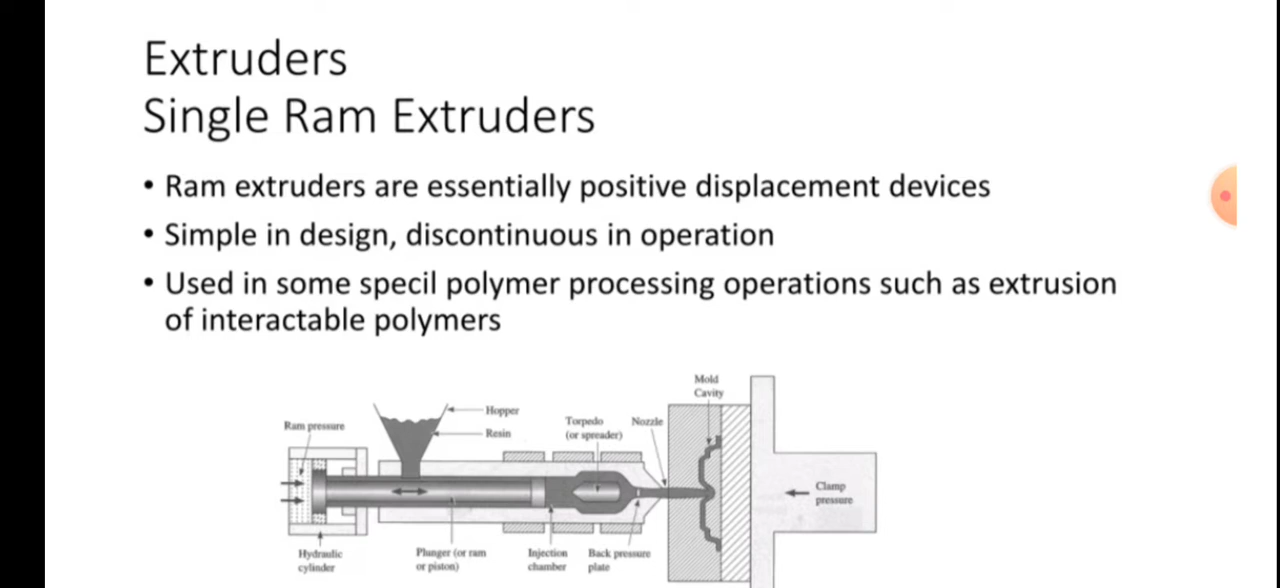 Extruders
Single Ram Extruders
• Ram extruders are essentially positive displacement devices
• Simple in design, discontinuous in operation
• Used in some specil polymer processing operations such as extrusion
of interactable polymers
Mold
Cavity
Hopper
Ram pressure
Torpedo
(or spreader)
Nozzle
Resin
Clamp
pressure
Hydraulic
cylinder
Plunger (or ram
or piston)
Injection
chamber
Back pressure
plate